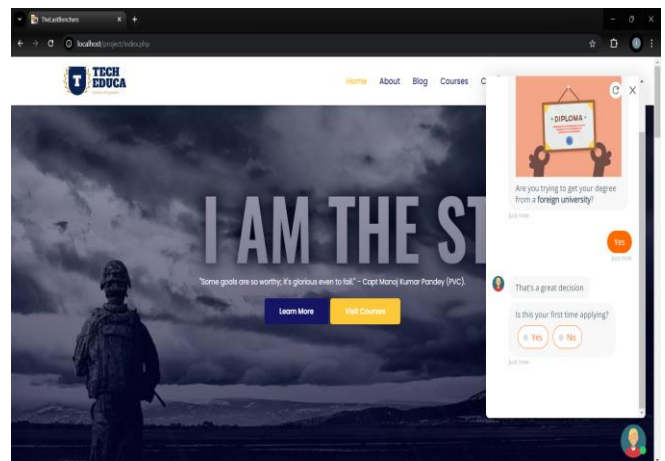 TheLastBenchers
localhost/project/index.php
TECH
EDUCA
Home About Blog Courses C
DIPLOMA
Are you trying to get your degree
from a foreign university?
Just now
Yes
Just now
I AM THE ST
"Some goals are so worthy, it's glorious even to fail." - Capt Manoj Kumar Pandey (PVC).
Learn More Visit Courses
That's a great decision
Is this your first time applying?
Yes No
Just now